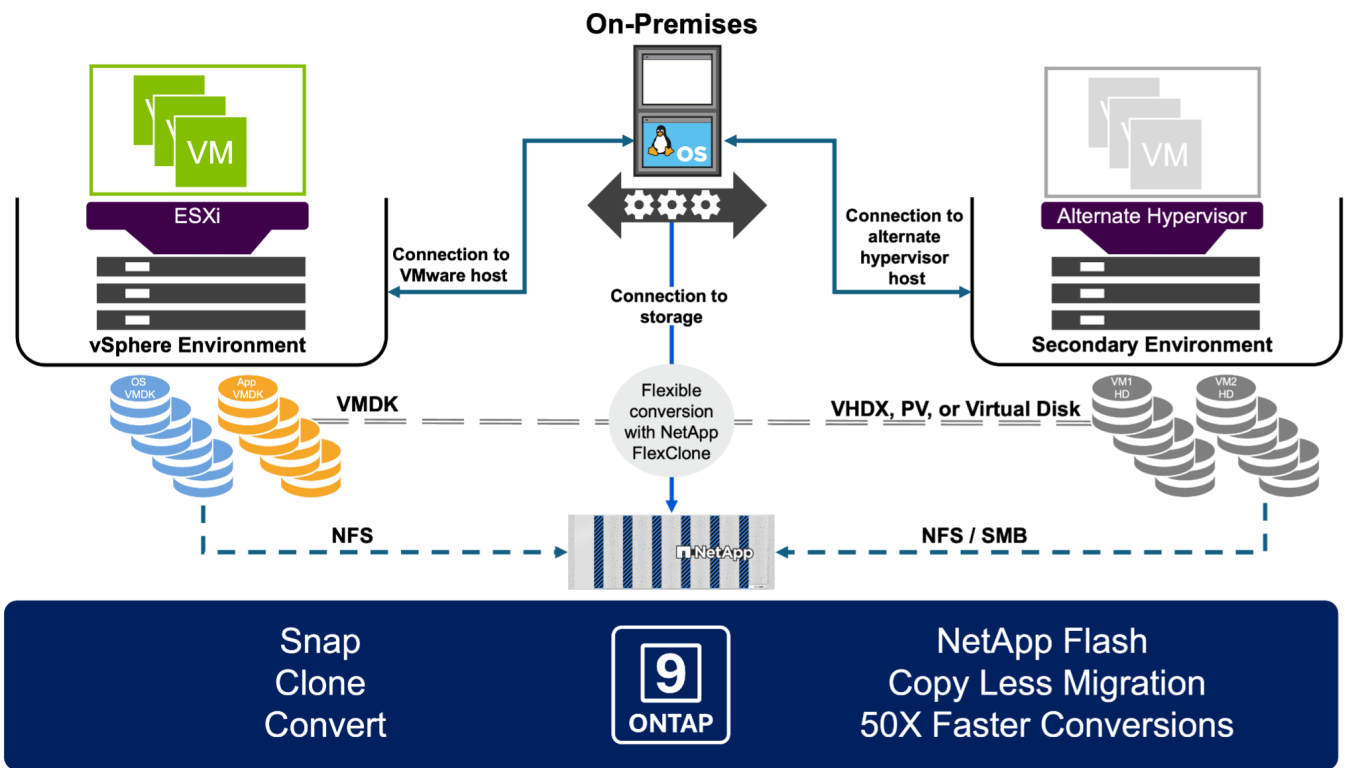 On-Premises
VM
ESXi
vSphere Environment
OS
Connection to
VMware host
Connection to
storage
Connection to
alternate
hypervisor
host
VM
Alternate Hypervisor
Secondary Environment
OS
VMDK
App
VMDK
VMDK
Flexible
conversion
with NetApp
FlexClone
VHDX, PV, or Virtual Disk
VM1
HD
VM2
HD
NFS
NetApp
NFS / SMB
Snap
Clone
Convert
9
ONTAP
NetApp Flash
Copy Less Migration
50X Faster Conversions